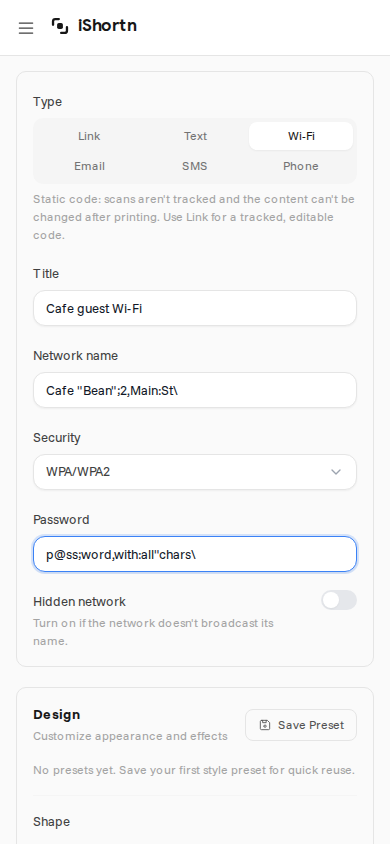 iShortn
Type
Link Text Wi-Fi
Email SMS Phone
Static code: scans aren't tracked and the content can't be
changed after printing. Use Link for a tracked, editable
code.
Title
Cafe guest Wi-Fi
Network name
Cafe "Bean";2,Main:St\
Security
WPA/WPA2
Password
p@ss;word,with:all"chars\
Hidden network
Turn on if the network doesn't broadcast its
name.
Design
Customize appearance and effects
Save Preset
No presets yet. Save your first style preset for quick reuse.
Shape